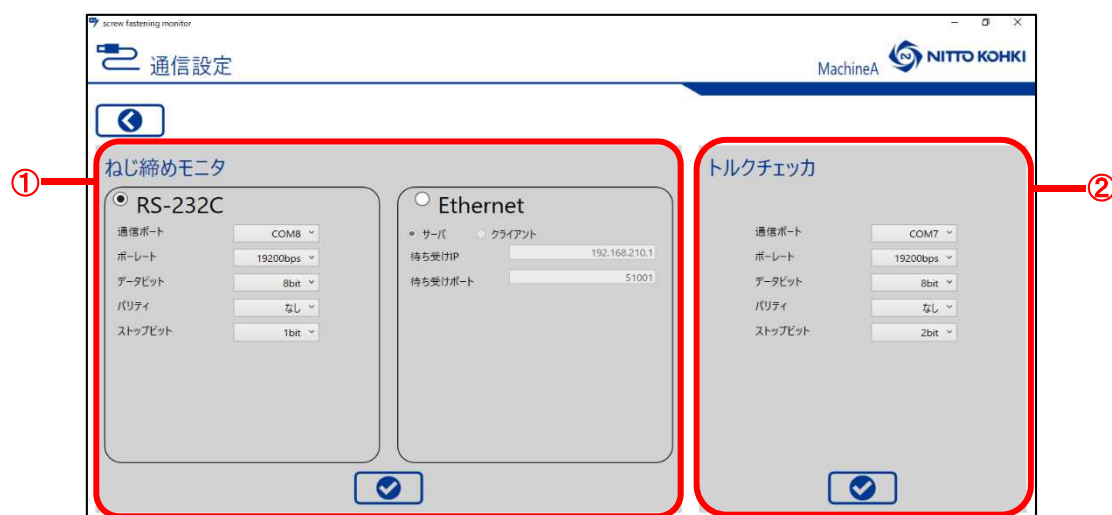 screw fastening monitor
通信設定
MachineA
NITTO KOHKI
①
ねじ締めモニタ
RS-232C
通信ポート COM8
ボーレート 19200bps
データビット 8bit
パリティ なし
ストップビット 1bit
Ethernet
サーバ クライアント
待ち受けIP 192.168.210.1
待ち受けポート 51001
②
トルクチェッカ
通信ポート COM7
ボーレート 19200bps
データビット 8bit
パリティ なし
ストップビット 2bit